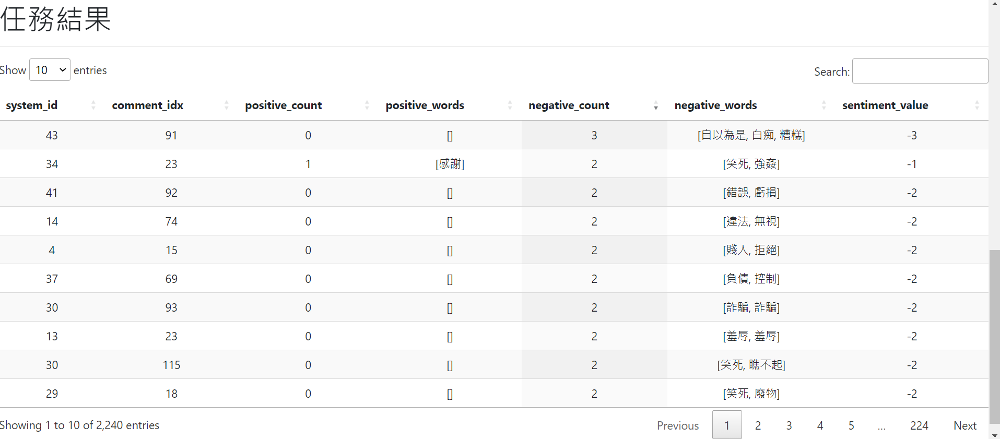 任務結果
Show 10 entries Search:
system_id comment_idx positive_count positive_words negative_count negative_words sentiment_value
43 91 0 [] 3 [自以為是, 白痴, 糟糕] -3
34 23 1 [感謝] 2 [笑死, 強姦] -1
41 92 0 [] 2 [錯誤, 虧損] -2
14 74 0 [] 2 [違法, 無視] -2
4 15 0 [] 2 [賤人, 拒絕] -2
37 69 0 [] 2 [負債, 控制] -2
30 93 0 [] 2 [詐騙, 詐騙] -2
13 23 0 [] 2 [羞辱, 羞辱] -2
30 115 0 [] 2 [笑死, 瞧不起] -2
29 18 0 [] 2 [笑死, 廢物] -2
Showing 1 to 10 of 2,240 entries Previous 1 2 3 4 5 … 224 Next